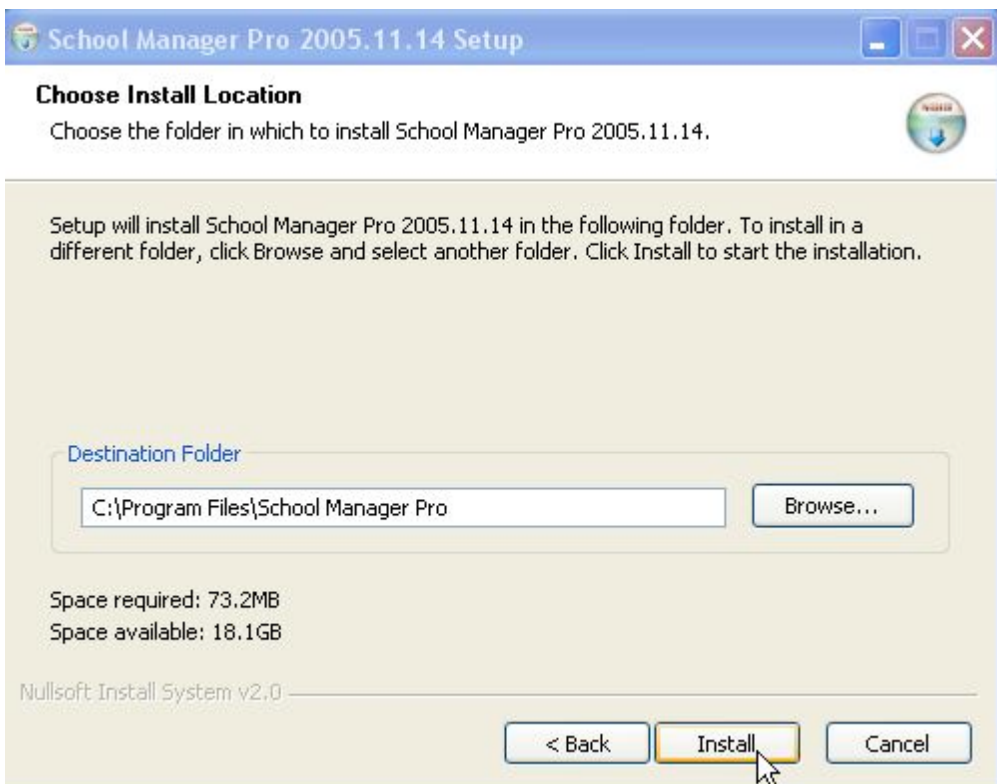 School Manager Pro 2005.11.14 Setup
Choose Install Location
Choose the folder in which to install School Manager Pro 2005.11.14.
Setup will install School Manager Pro 2005.11.14 in the following folder. To install in a
different folder, click Browse and select another folder. Click Install to start the installation.
Destination Folder
C:\Program Files\School Manager Pro
Browse...
Space required: 73.2MB
Space available: 18.1GB
Nullsoft Install System v2.0
< Back
Install
Cancel